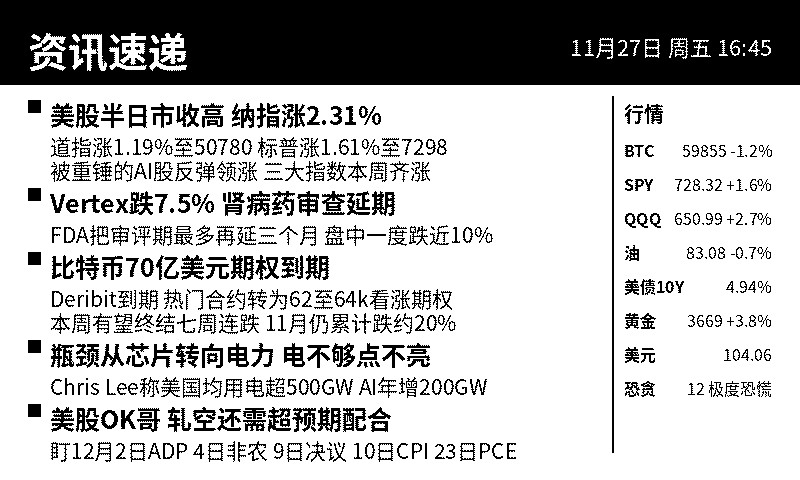 资讯速递
11月27日 周五 16:45
美股半日市收高 纳指涨2.31%
道指涨1.19%至50780 标普涨1.61%至7298
被重锤的AI股反弹领涨 三大指数本周齐涨
Vertex跌7.5% 肾病药审查延期
FDA把审评期最多再延三个月 盘中一度跌近10%
比特币70亿美元期权到期
Deribit到期 热门合约转为62至64k看涨期权
本周有望终结七周连跌 11月仍累计跌约20%
瓶颈从芯片转向电力 电不够点不亮
Chris Lee称美国均用电超500GW AI年增200GW
美股OK哥 轧空还需超预期配合
盯12月2日ADP 4日非农 9日决议 10日CPI 23日PCE
行情
BTC 59855 -1.2%
SPY 728.32 +1.6%
QQQ 650.99 +2.7%
油 83.08 -0.7%
美债10Y 4.94%
黄金 3669 +3.8%
美元 104.06
恐贪 12 极度恐慌